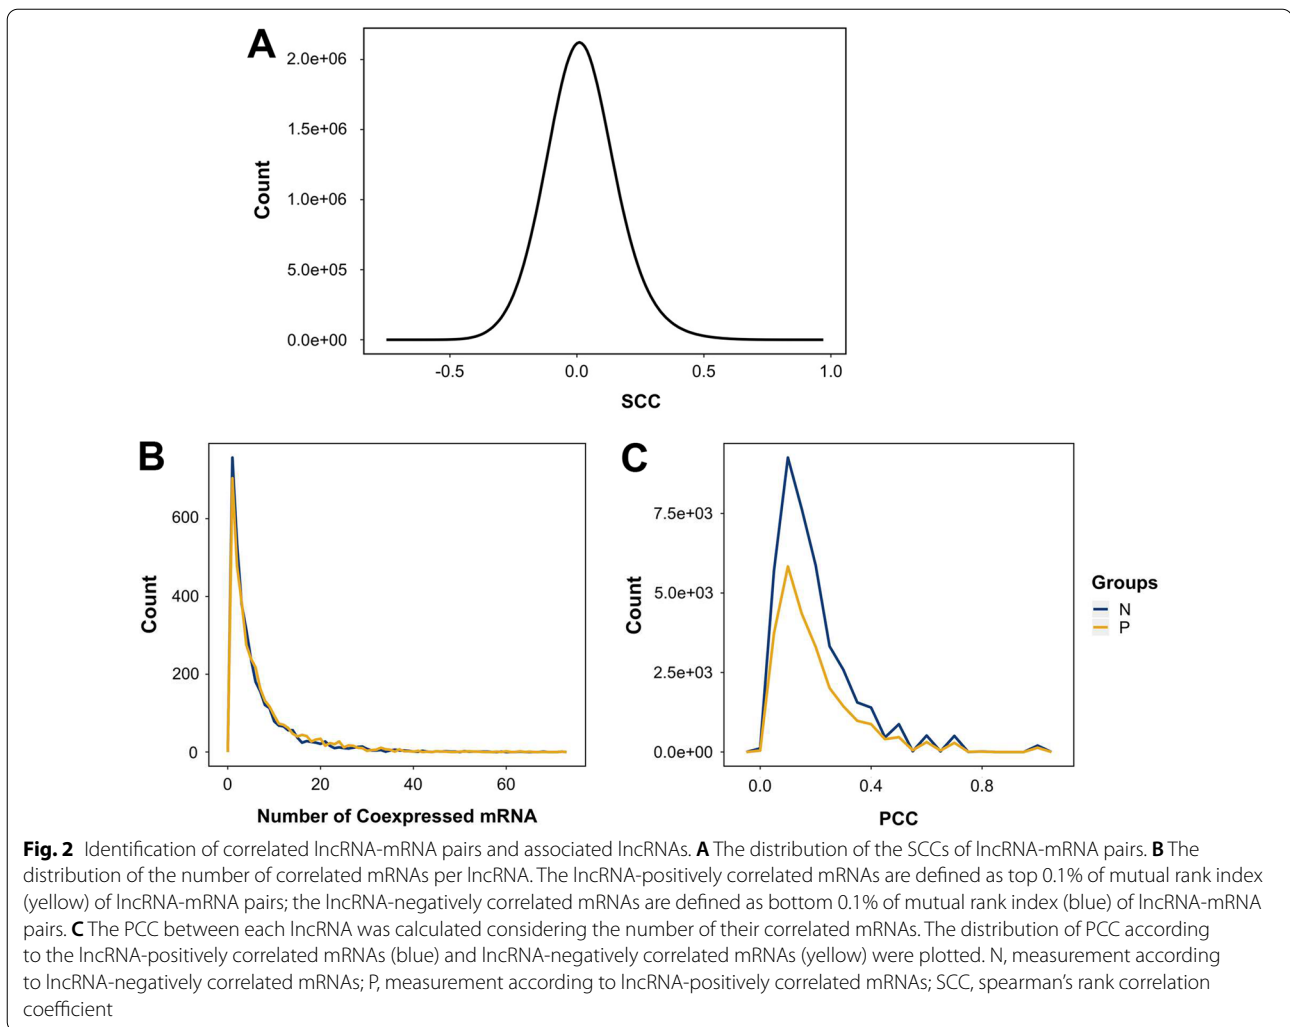 A
2.0e+06
1.5e+06
1.0e+06
5.0e+05
0.0e+00
Count
-0.5 0.0 0.5 1.0
SCC
B
600
400
200
0
Count
0 20 40 60
Number of Coexpressed mRNA
C
7.5e+03
5.0e+03
2.5e+03
0.0e+00
Count
0.0 0.4 0.8
PCC
Groups
N
P
Fig. 2 Identification of correlated lncRNA-mRNA pairs and associated lncRNAs. A The distribution of the SCCs of lncRNA-mRNA pairs. B The
distribution of the number of correlated mRNAs per lncRNA. The lncRNA-positively correlated mRNAs are defined as top 0.1% of mutual rank index
(yellow) of lncRNA-mRNA pairs; the lncRNA-negatively correlated mRNAs are defined as bottom 0.1% of mutual rank index (blue) of lncRNA-mRNA
pairs. C The PCC between each lncRNA was calculated considering the number of their correlated mRNAs. The distribution of PCC according
to the lncRNA-positively correlated mRNAs (blue) and lncRNA-negatively correlated mRNAs (yellow) were plotted. N, measurement according
to lncRNA-negatively correlated mRNAs; P, measurement according to lncRNA-positively correlated mRNAs; SCC, spearman's rank correlation
coefficient